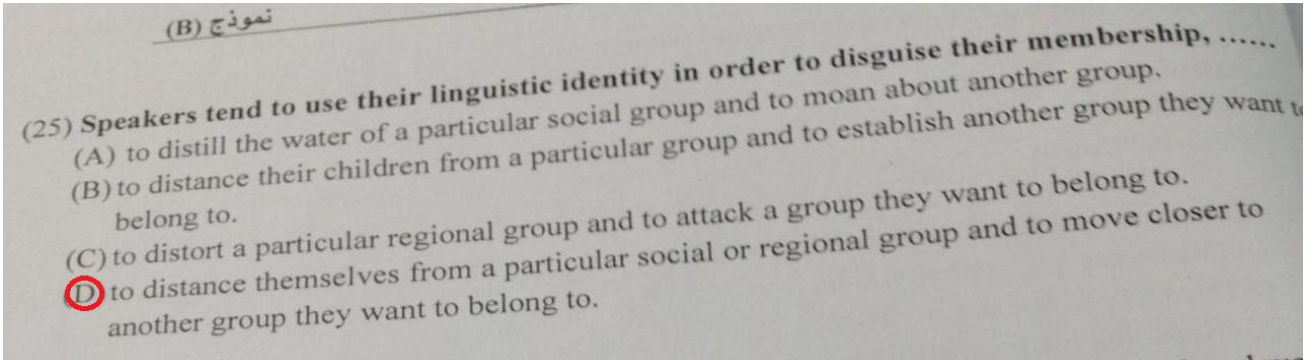 نموذج (B)
(25) Speakers tend to use their linguistic identity in order to disguise their membership, ......
(A) to distill the water of a particular social group and to moan about another group.
(B) to distance their children from a particular group and to establish another group they want
belong to.
(C) to distort a particular regional group and to attack a group they want to belong to.
(D) to distance themselves from a particular social or regional group and to move closer to
another group they want to belong to.